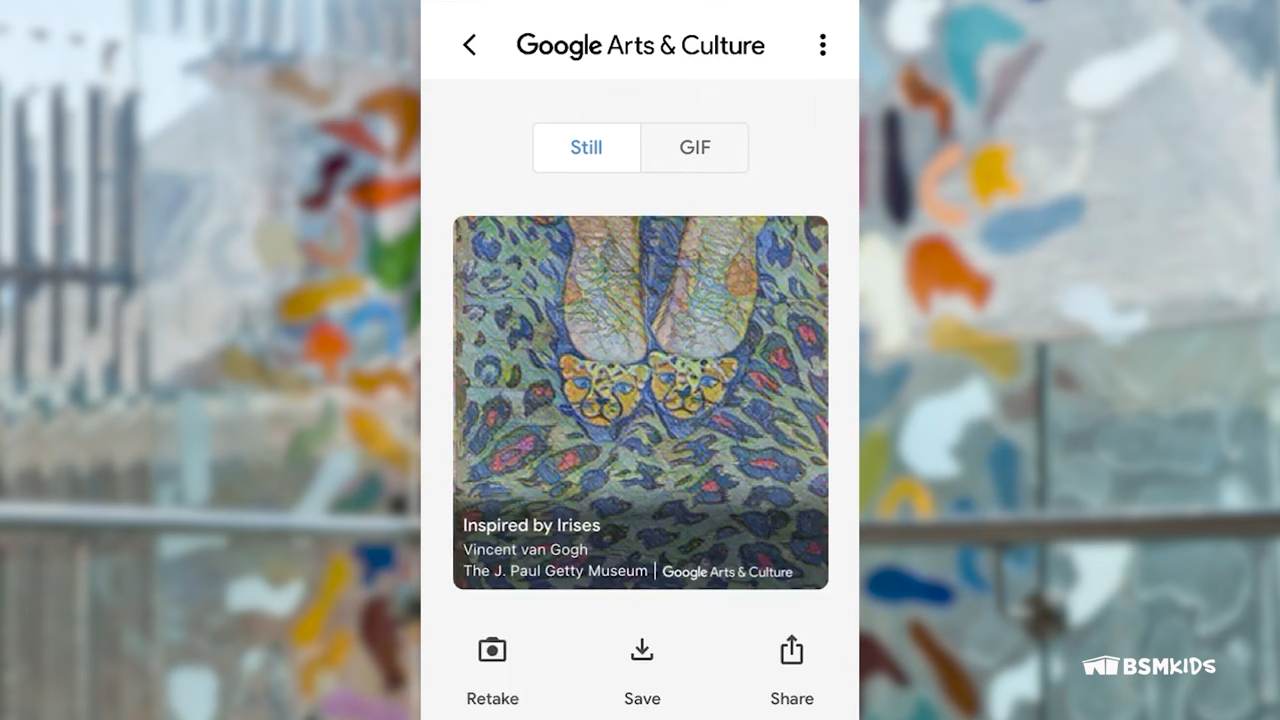 Google Arts & Culture
Still
GIF
Inspired by Irises
Vincent van Gogh
The J. Paul Getty Museum | Google Arts & Culture
Retake
Save
Share
BSMKIDS